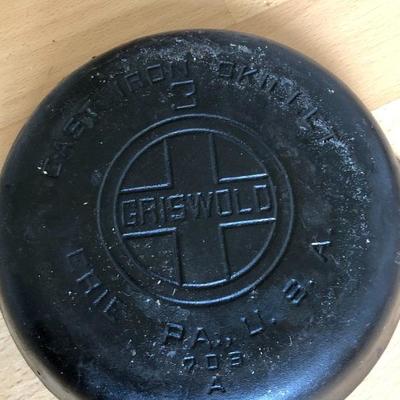 CAST IRON SKILLET
3
GRISWOLD
ERIE PA., U.S.A.
709
A